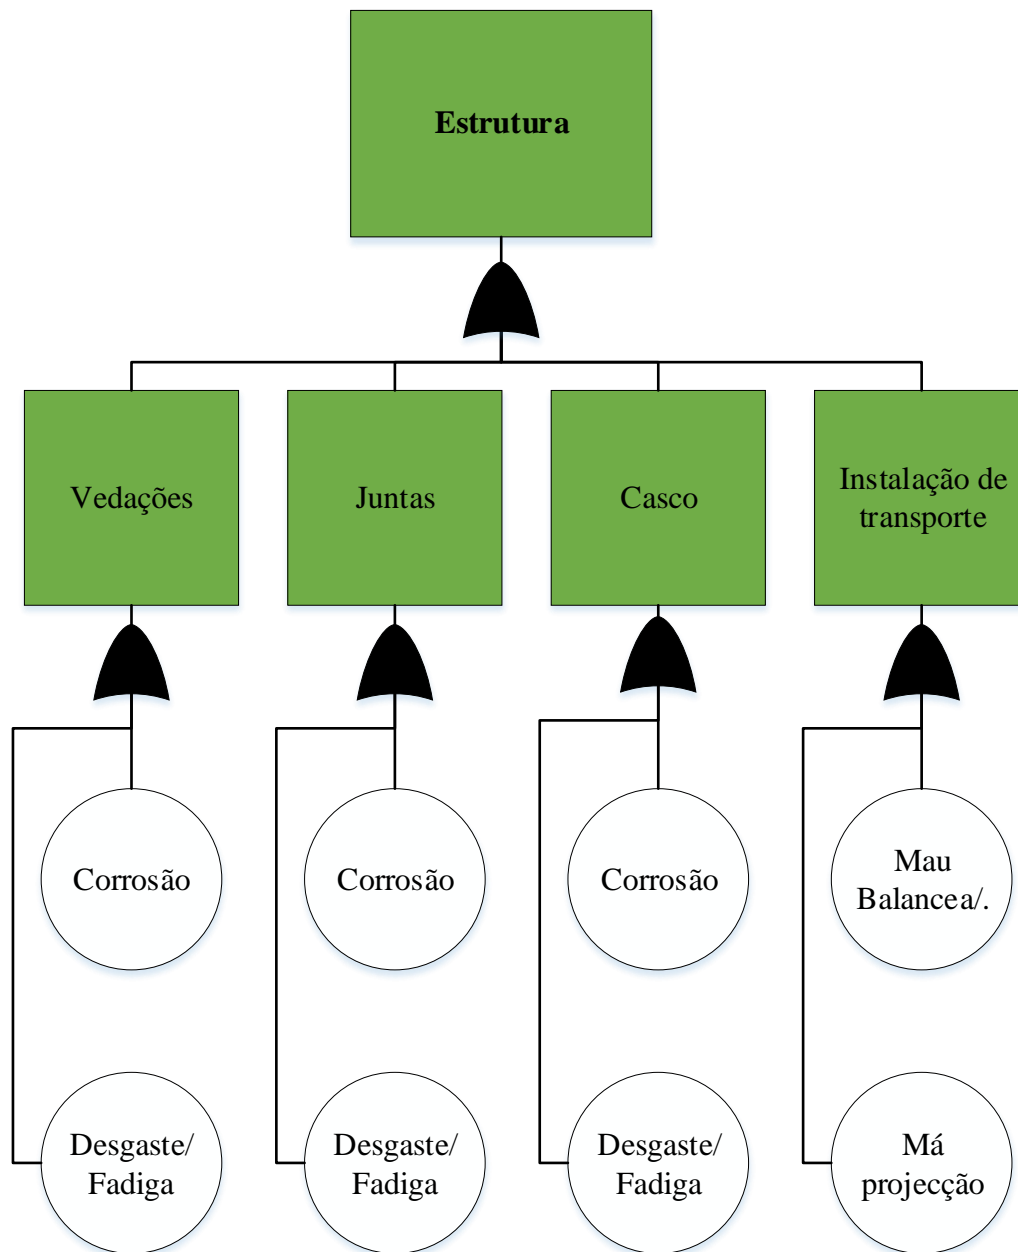 Estrutura
Vedações
Juntas
Casco
Instalação de
transporte
Corrosão
Corrosão
Corrosão
Mau
Balancea/.
Desgaste/
Fadiga
Desgaste/
Fadiga
Desgaste/
Fadiga
Má
projecção